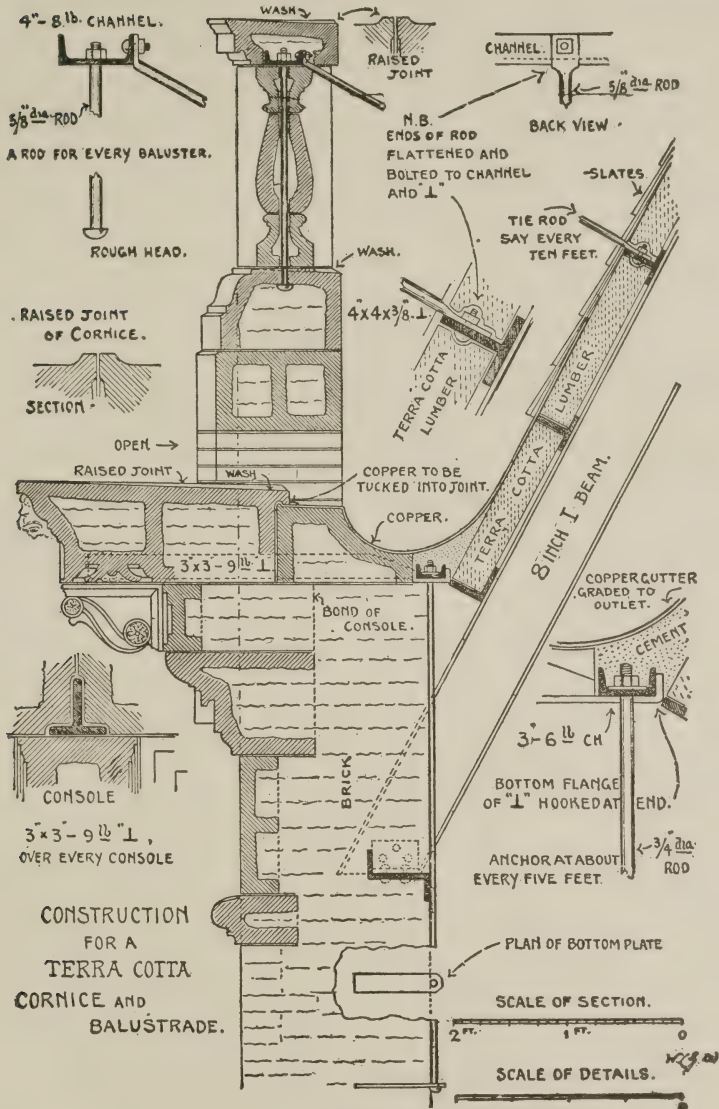 4"-8 lb. CHANNEL.
5/8" dia ROD
A ROD FOR EVERY BALUSTER.
ROUGH HEAD.
WASH
RAISED
JOINT
CHANNEL.
5/8" dia ROD
BACK VIEW.
N.B.
ENDS OF ROD
FLATTENED AND
BOLTED TO CHANNEL
AND "⊥"
SLATES.
TIE ROD
SAY EVERY
TEN FEET.
WASH.
4"x4x3/8"⊥
TERRA COTTA
LUMBER
RAISED JOINT
OF CORNICE.
SECTION
OPEN →
RAISED JOINT
WASH
COPPER TO BE
TUCKED INTO JOINT.
COPPER.
TERRA COTTA
LUMBER
8 INCH I BEAM.
3"x3"-9 lb ⊥
BOND OF
CONSOLE.
BRICK
COPPER GUTTER
GRADED TO
OUTLET.
CEMENT
3"-6 lb CH
BOTTOM FLANGE
OF "⊥" HOOKED AT END.
ANCHOR AT ABOUT
EVERY FIVE FEET.
3/4" dia.
ROD
CONSOLE
3"x3"-9 lb "⊥",
OVER EVERY CONSOLE
CONSTRUCTION
FOR A
TERRA COTTA
CORNICE AND
BALUSTRADE.
PLAN OF BOTTOM PLATE
SCALE OF SECTION.
2 FT. 1 FT. 0
SCALE OF DETAILS.